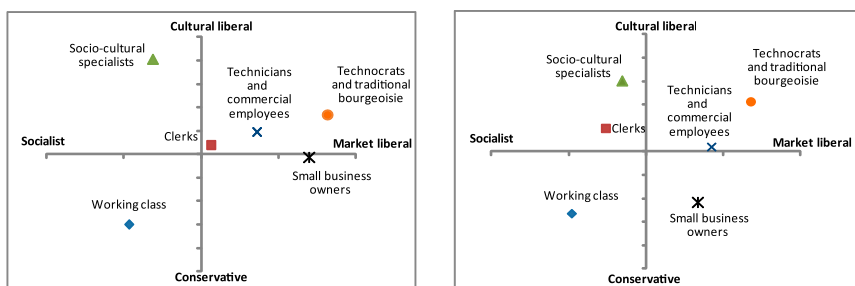 Cultural liberal
Socio-cultural
specialists
Technicians
and
commercial
employees
Technocrats
and traditional
bourgeoisie
Clerks
Socialist
Market liberal
Small business
owners
Working class
Conservative
Cultural liberal
Socio-cultural
specialists
Technocrats
and traditional
bourgeoisie
Technicians
and
commercial
employees
Clerks
Socialist
Market liberal
Small business
owners
Working class
Conservative